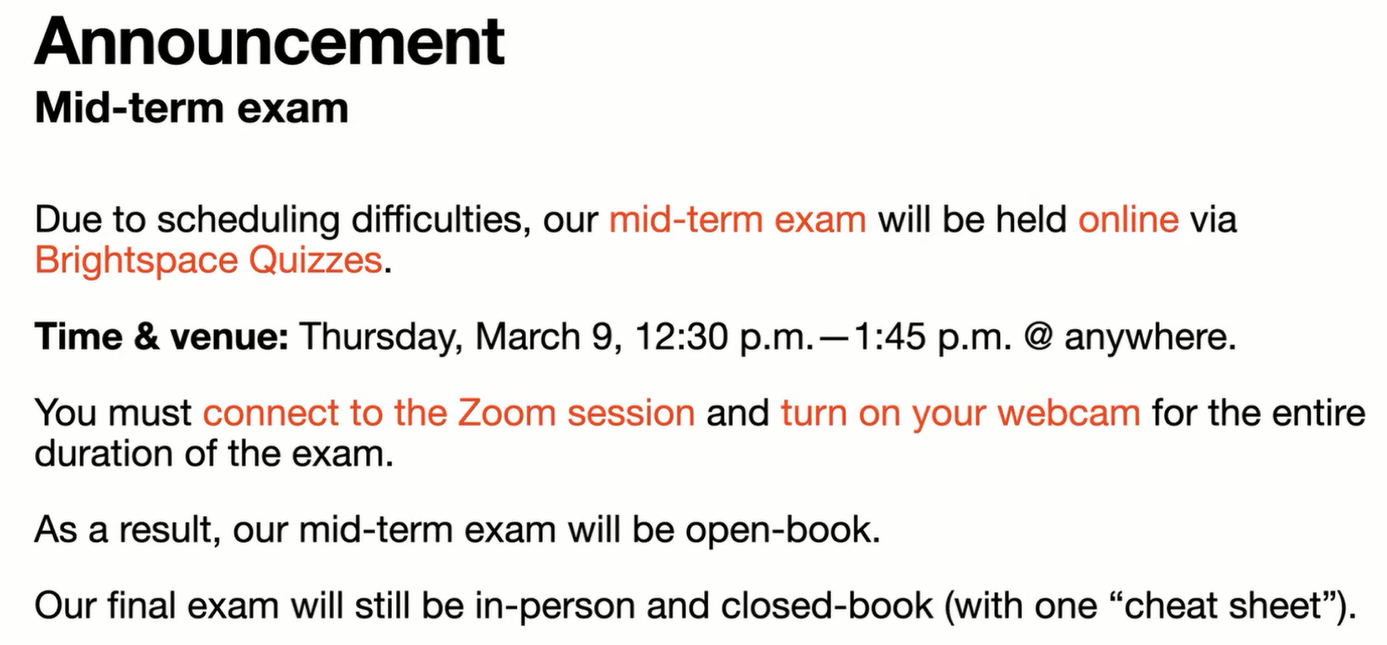 Announcement
Mid-term exam
Due to scheduling difficulties, our mid-term exam will be held online via
Brightspace Quizzes.
Time & venue: Thursday, March 9, 12:30 p.m.—1:45 p.m. @ anywhere.
You must connect to the Zoom session and turn on your webcam for the entire
duration of the exam.
As a result, our mid-term exam will be open-book.
Our final exam will still be in-person and closed-book (with one “cheat sheet”).